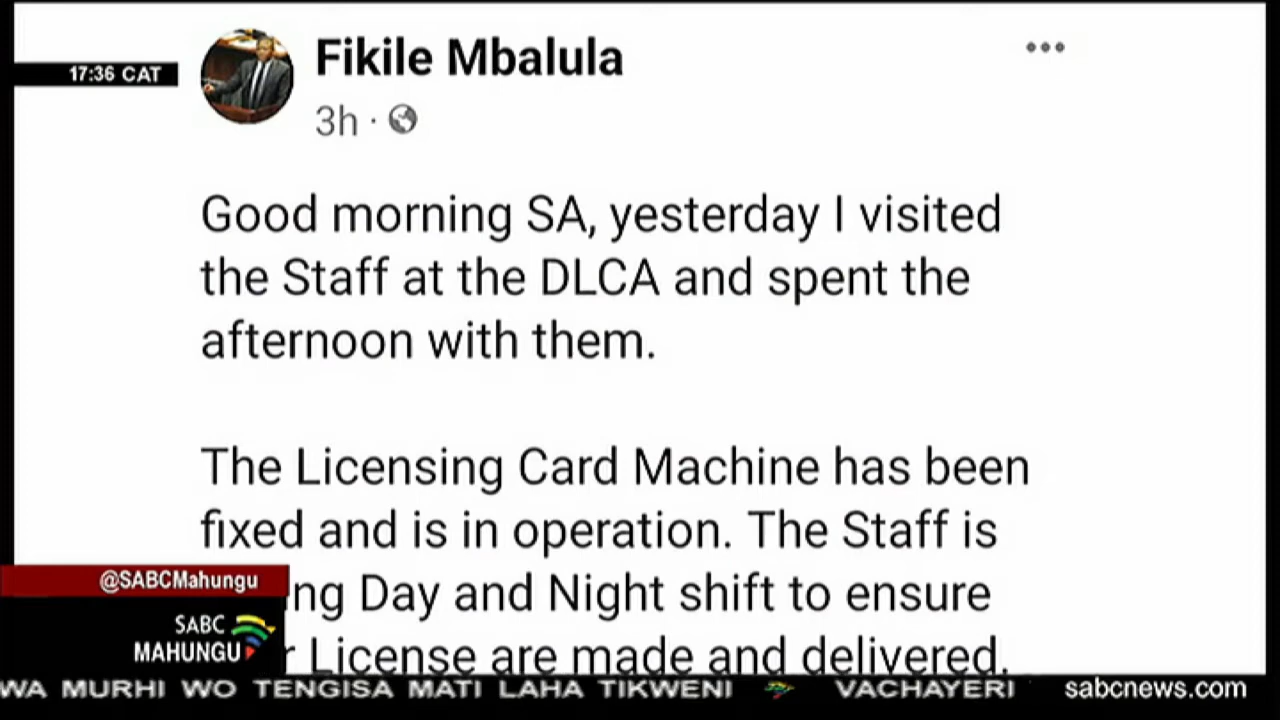 Fikile Mbalula
17:36 CAT
3h ·
Good morning SA, yesterday I visited
the Staff at the DLCA and spent the
afternoon with them.
The Licensing Card Machine has been
fixed and is in operation. The Staff is
@SABCMahungu
Day and Night shift to ensure
SABC
MAHUNGU
License are made and delivered.
WA MURHI WO TENGISA MATI LAHA TIKWENI VACHAYERI
sabcnews.com